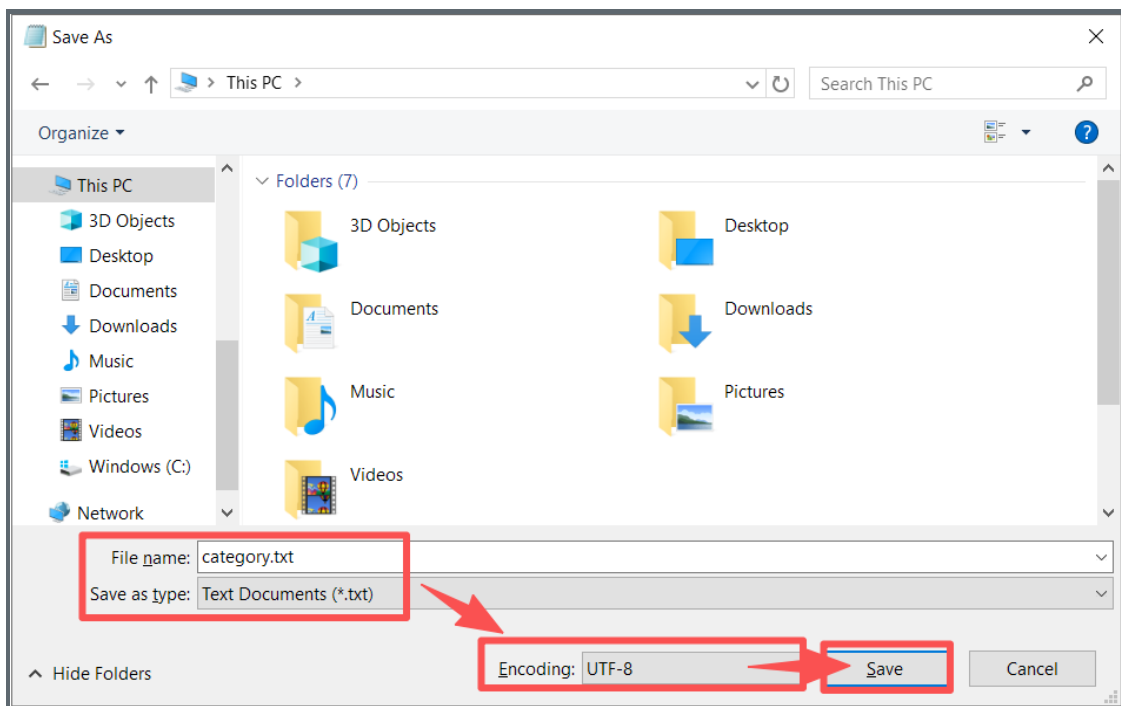 Save As
This PC
Search This PC
Organize
?
This PC
3D Objects
Desktop
Documents
Downloads
Music
Pictures
Videos
Windows (C:)
Network
Folders (7)
3D Objects
Desktop
Documents
Downloads
Music
Pictures
Videos
File name: category.txt
Save as type: Text Documents (*.txt)
Hide Folders
Encoding: UTF-8
Save
Cancel